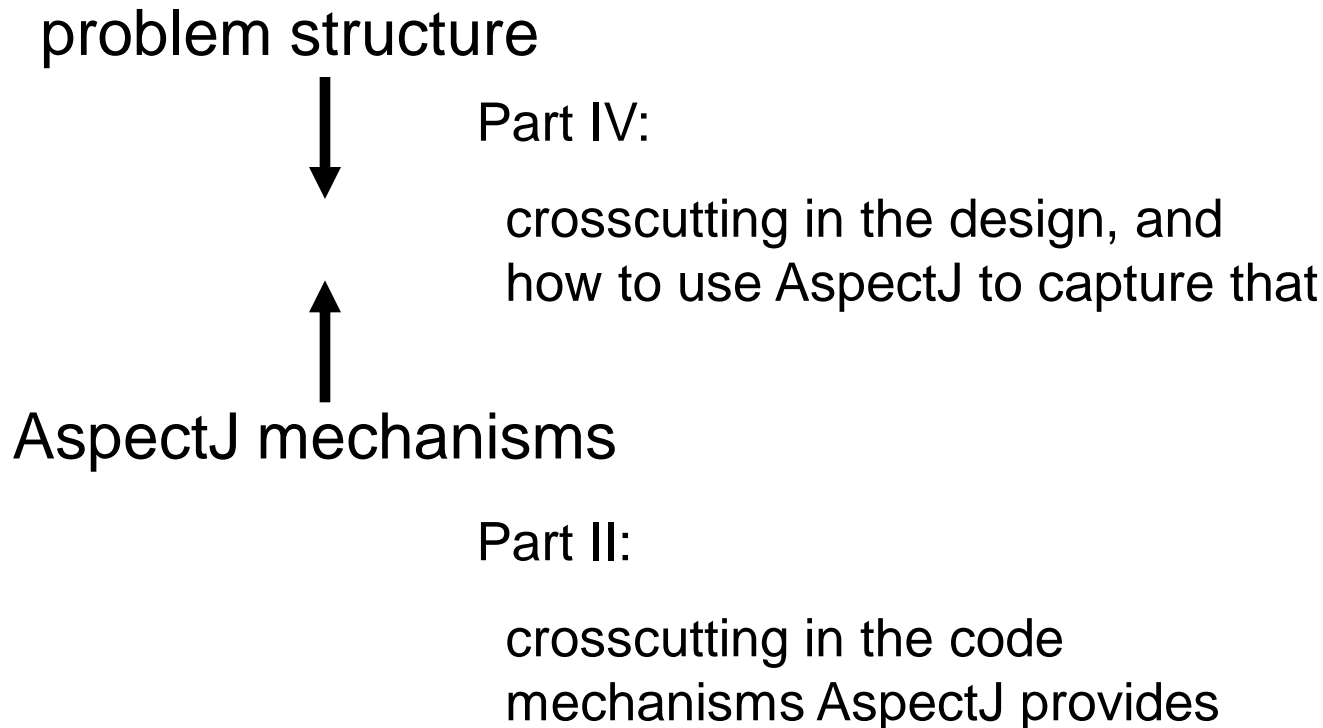 problem structure
Part IV:
crosscutting in the design, and
how to use AspectJ to capture that
AspectJ mechanisms
Part II:
crosscutting in the code
mechanisms AspectJ provides